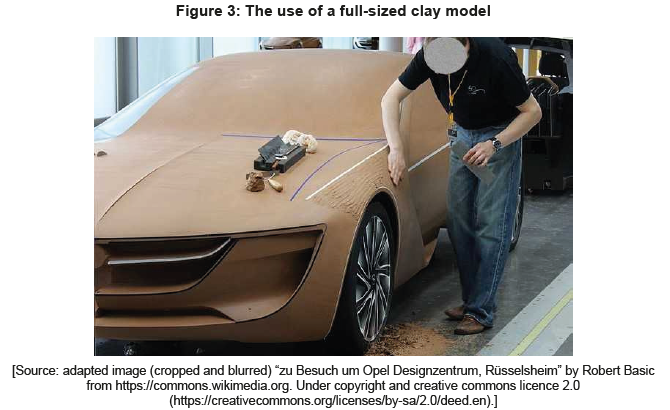 Figure 3: The use of a full-sized clay model
[Source: adapted image (cropped and blurred) “zu Besuch um Opel Designzentrum, Rüsselsheim” by Robert Basic
from https://commons.wikimedia.org. Under copyright and creative commons licence 2.0
(https://creativecommons.org/licenses/by-sa/2.0/deed.en).]